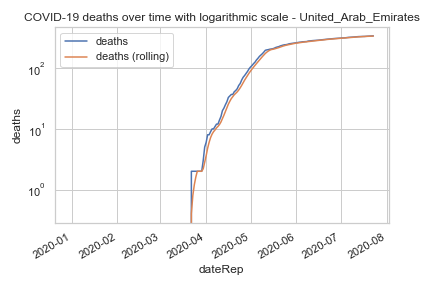 COVID-19 deaths over time with logarithmic scale - United_Arab_Emirates
deaths
deaths (rolling)
10²
10¹
10⁰
deaths
2020-01
2020-02
2020-03
2020-04
2020-05
2020-06
2020-07
2020-08
dateRep